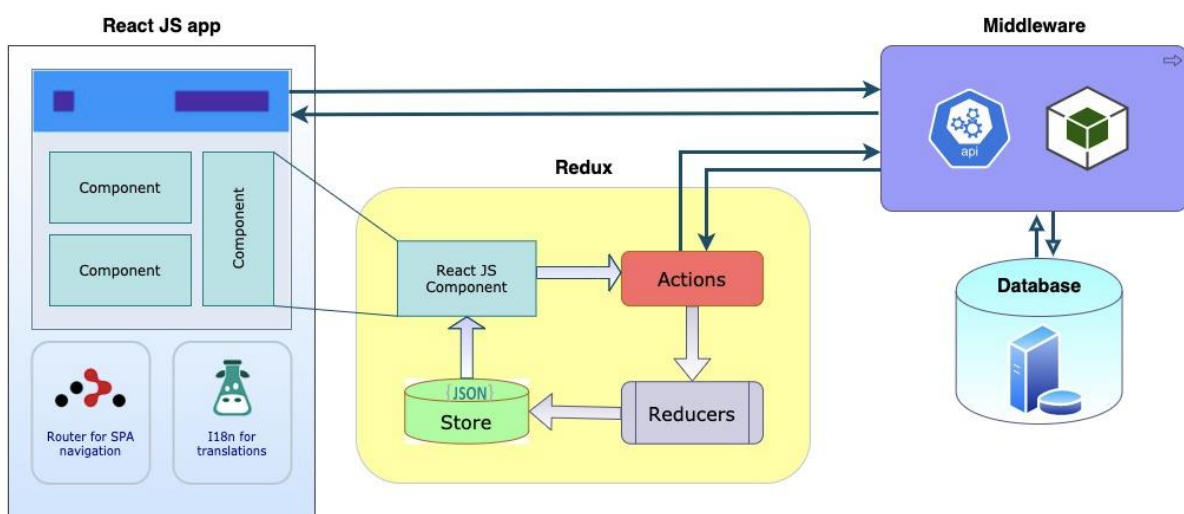 React JS app
Middleware
api
Redux
Component
Component
Component
React JS
Component
Actions
Database
{JSON}
Store
Reducers
Router for SPA
navigation
I18n for
translations